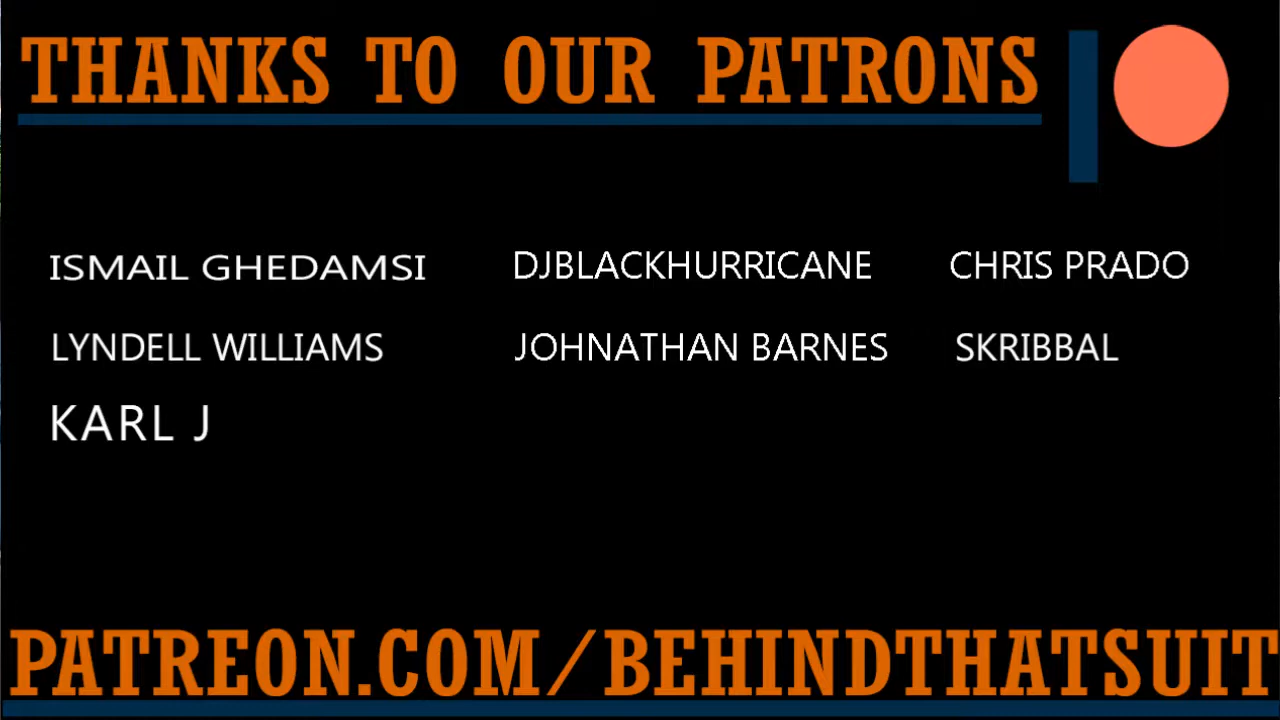 THANKS TO OUR PATRONS
ISMAIL GHEDAMSI DJBLACKHURRICANE CHRIS PRADO
LYNDELL WILLIAMS JOHNATHAN BARNES SKRIBBAL
KARL J
PATREON.COM/BEHINDTHATSUIT